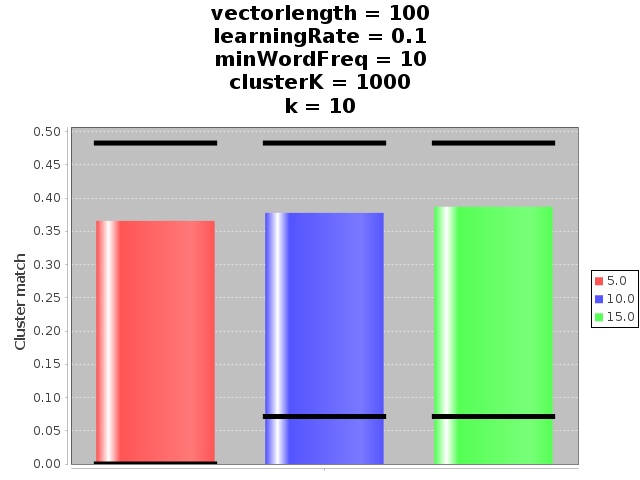 vectorlength = 100
learningRate = 0.1
minWordFreq = 10
clusterK = 1000
k = 10
0.50
0.45
0.40
0.35
0.30
0.25
0.20
0.15
0.10
0.05
0.00
Cluster match
5.0
10.0
15.0